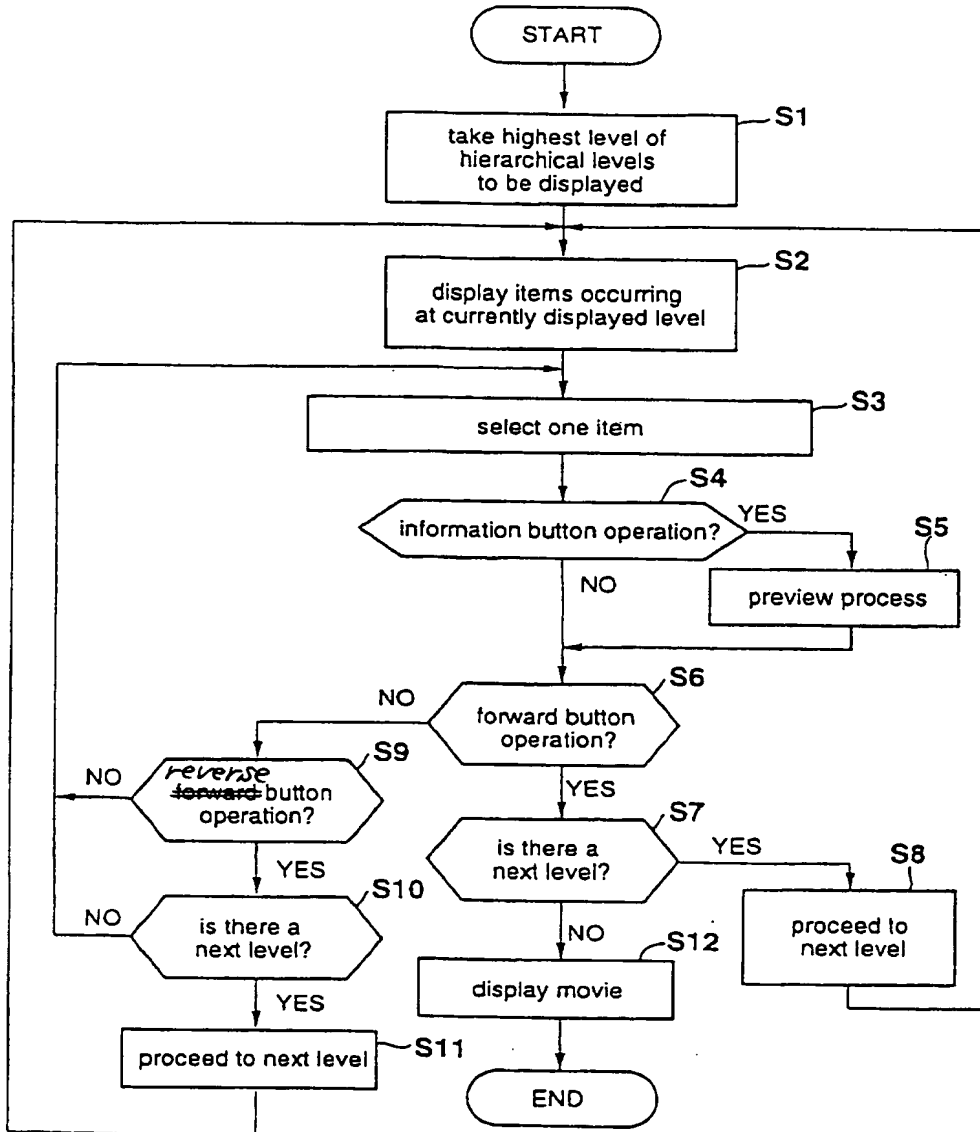 START
S1
take highest level of
hierarchical levels
to be displayed
S2
display items occurring
at currently displayed level
S3
select one item
S4
information button operation?
YES
S5
NO
preview process
S6
NO
forward button
operation?
S9
reverse
NO
forward button
operation?
YES
S7
is there a
next level?
YES
S8
YES
S10
NO
is there a
next level?
proceed to
next level
NO
S12
display movie
YES
S11
proceed to next level
END